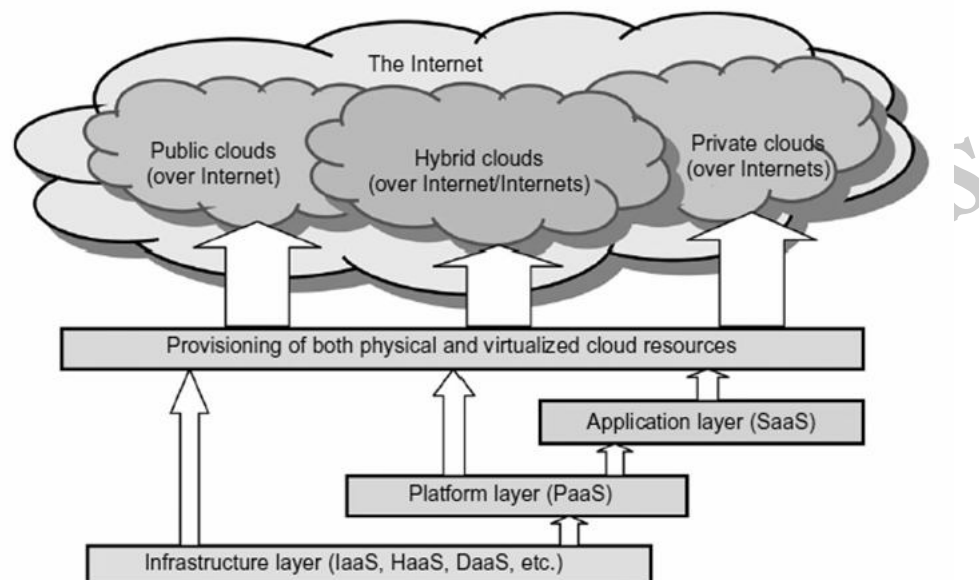 The Internet
Public clouds
(over Internet)
Hybrid clouds
(over Internet/Internets)
Private clouds
(over Internets)
S
Provisioning of both physical and virtualized cloud resources
Application layer (SaaS)
Platform layer (PaaS)
Infrastructure layer (IaaS, HaaS, DaaS, etc.)